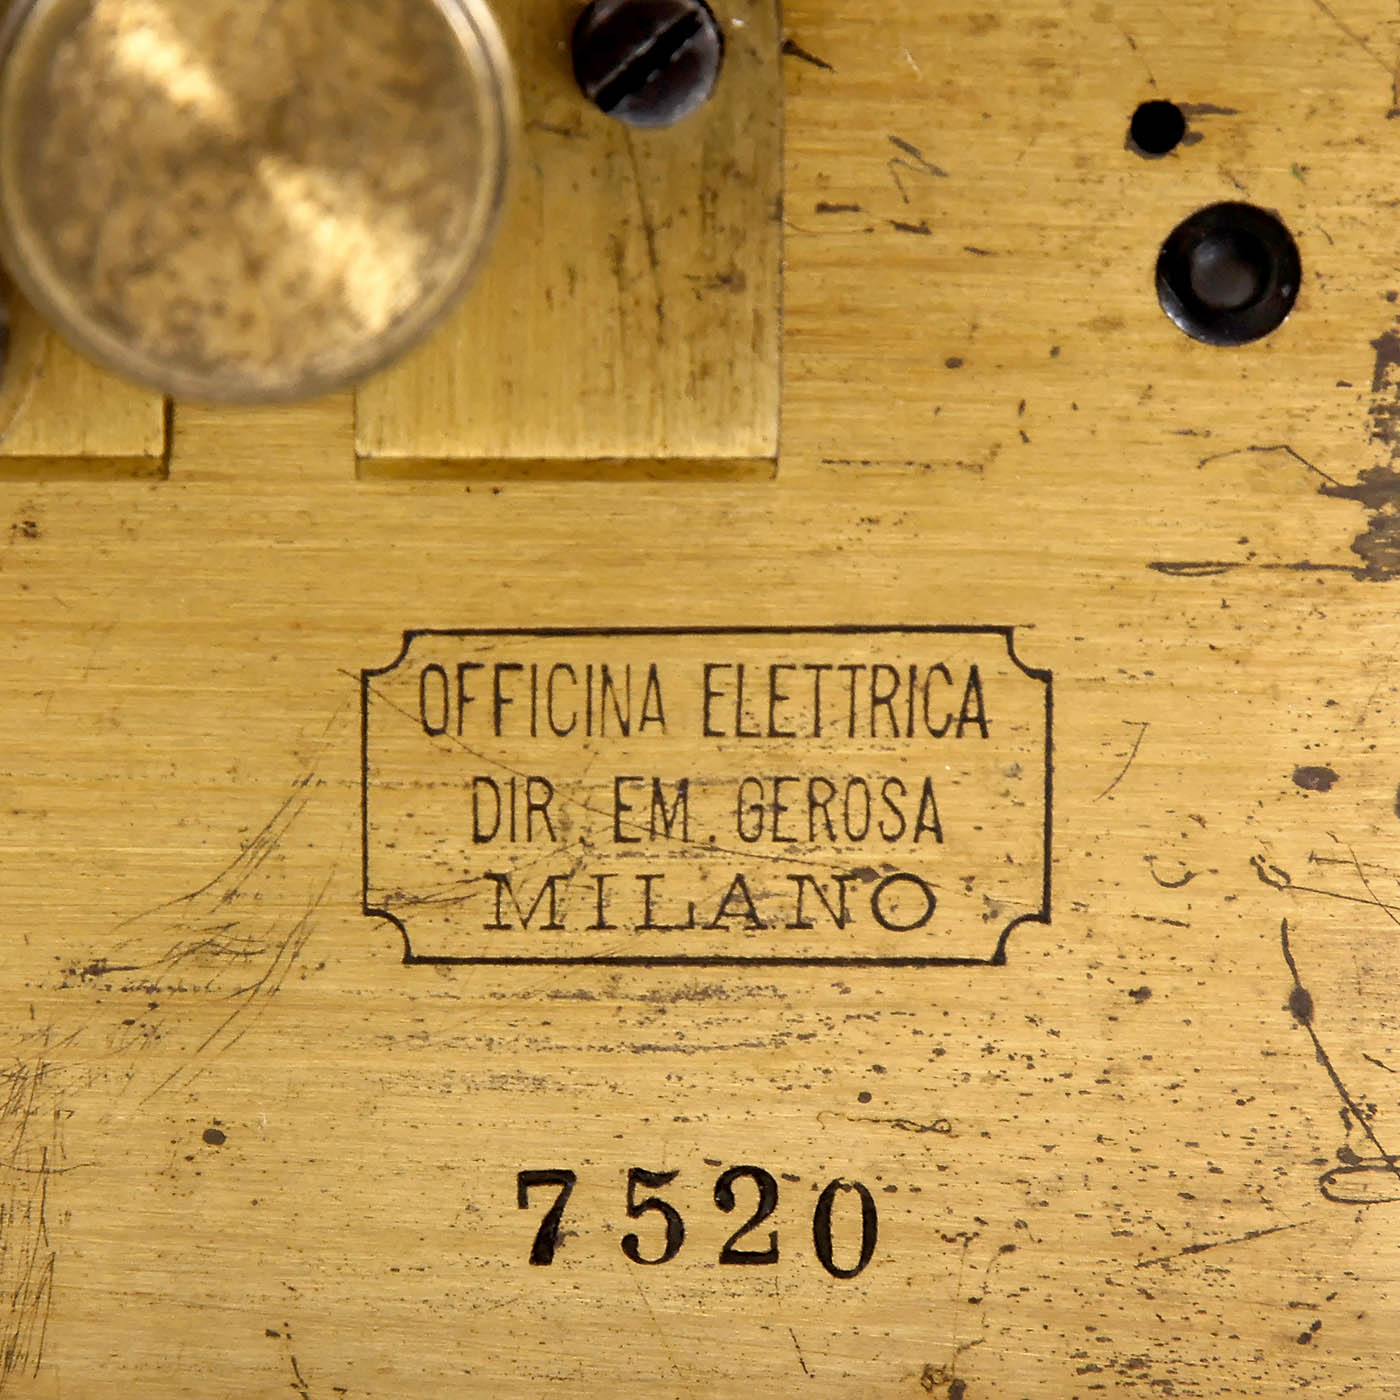 OFFICINA ELETTRICA
DIR. EM. GEROSA
MILANO
7520